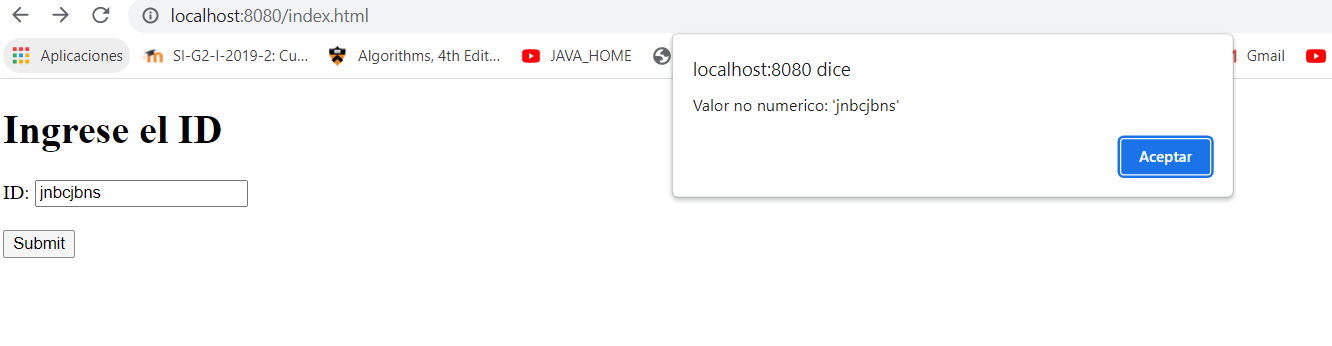 localhost:8080/index.html
Aplicaciones SI-G2-I-2019-2: Cu... Algorithms, 4th Edit... JAVA_HOME Gmail
localhost:8080 dice
Valor no numerico: 'jnbcjbns'
Aceptar
Ingrese el ID
ID: jnbcjbns
Submit